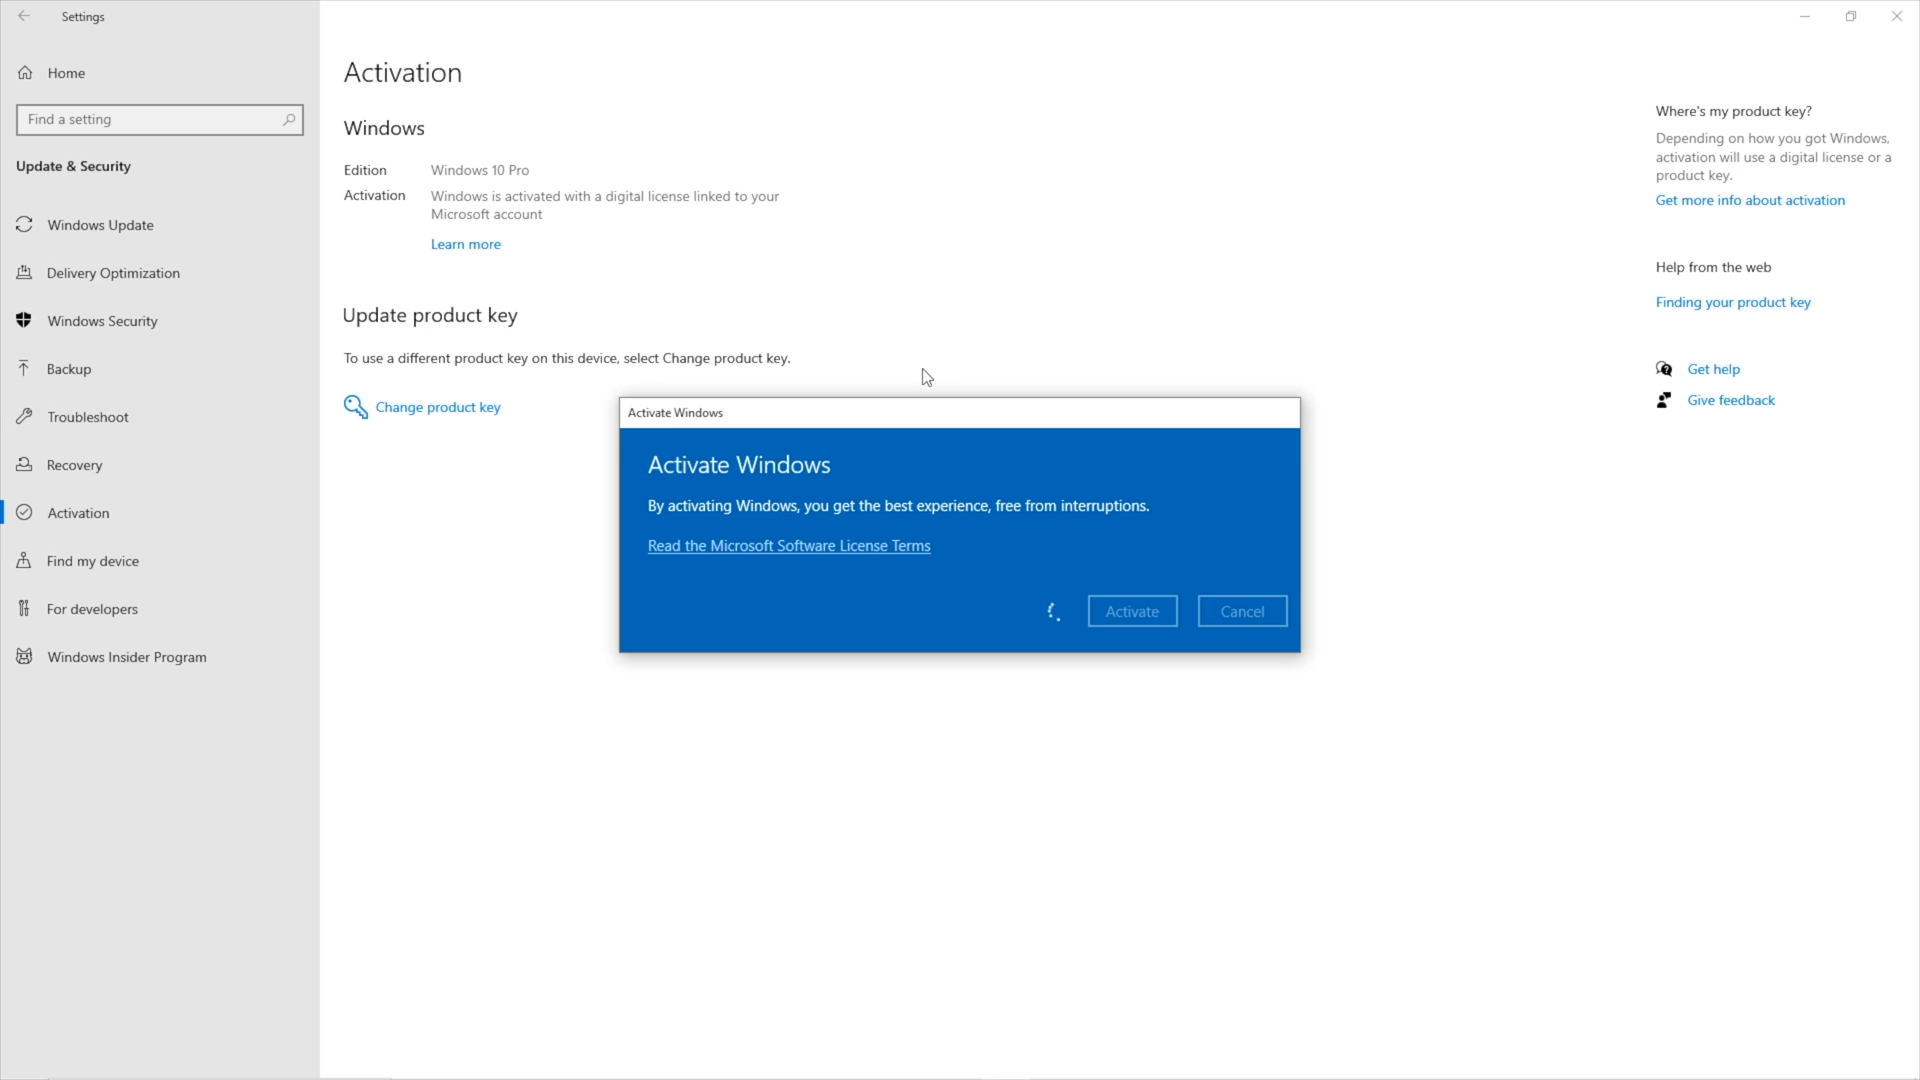 Settings
Home
Find a setting
Update & Security
Windows Update
Delivery Optimization
Windows Security
Backup
Troubleshoot
Recovery
Activation
Find my device
For developers
Windows Insider Program
Activation
Windows
Edition Windows 10 Pro
Activation Windows is activated with a digital license linked to your
Microsoft account
Learn more
Update product key
To use a different product key on this device, select Change product key.
Change product key
Activate Windows
Activate Windows
By activating Windows, you get the best experience, free from interruptions.
Read the Microsoft Software License Terms
Activate Cancel
Where's my product key?
Depending on how you got Windows,
activation will use a digital license or a
product key.
Get more info about activation
Help from the web
Finding your product key
Get help
Give feedback